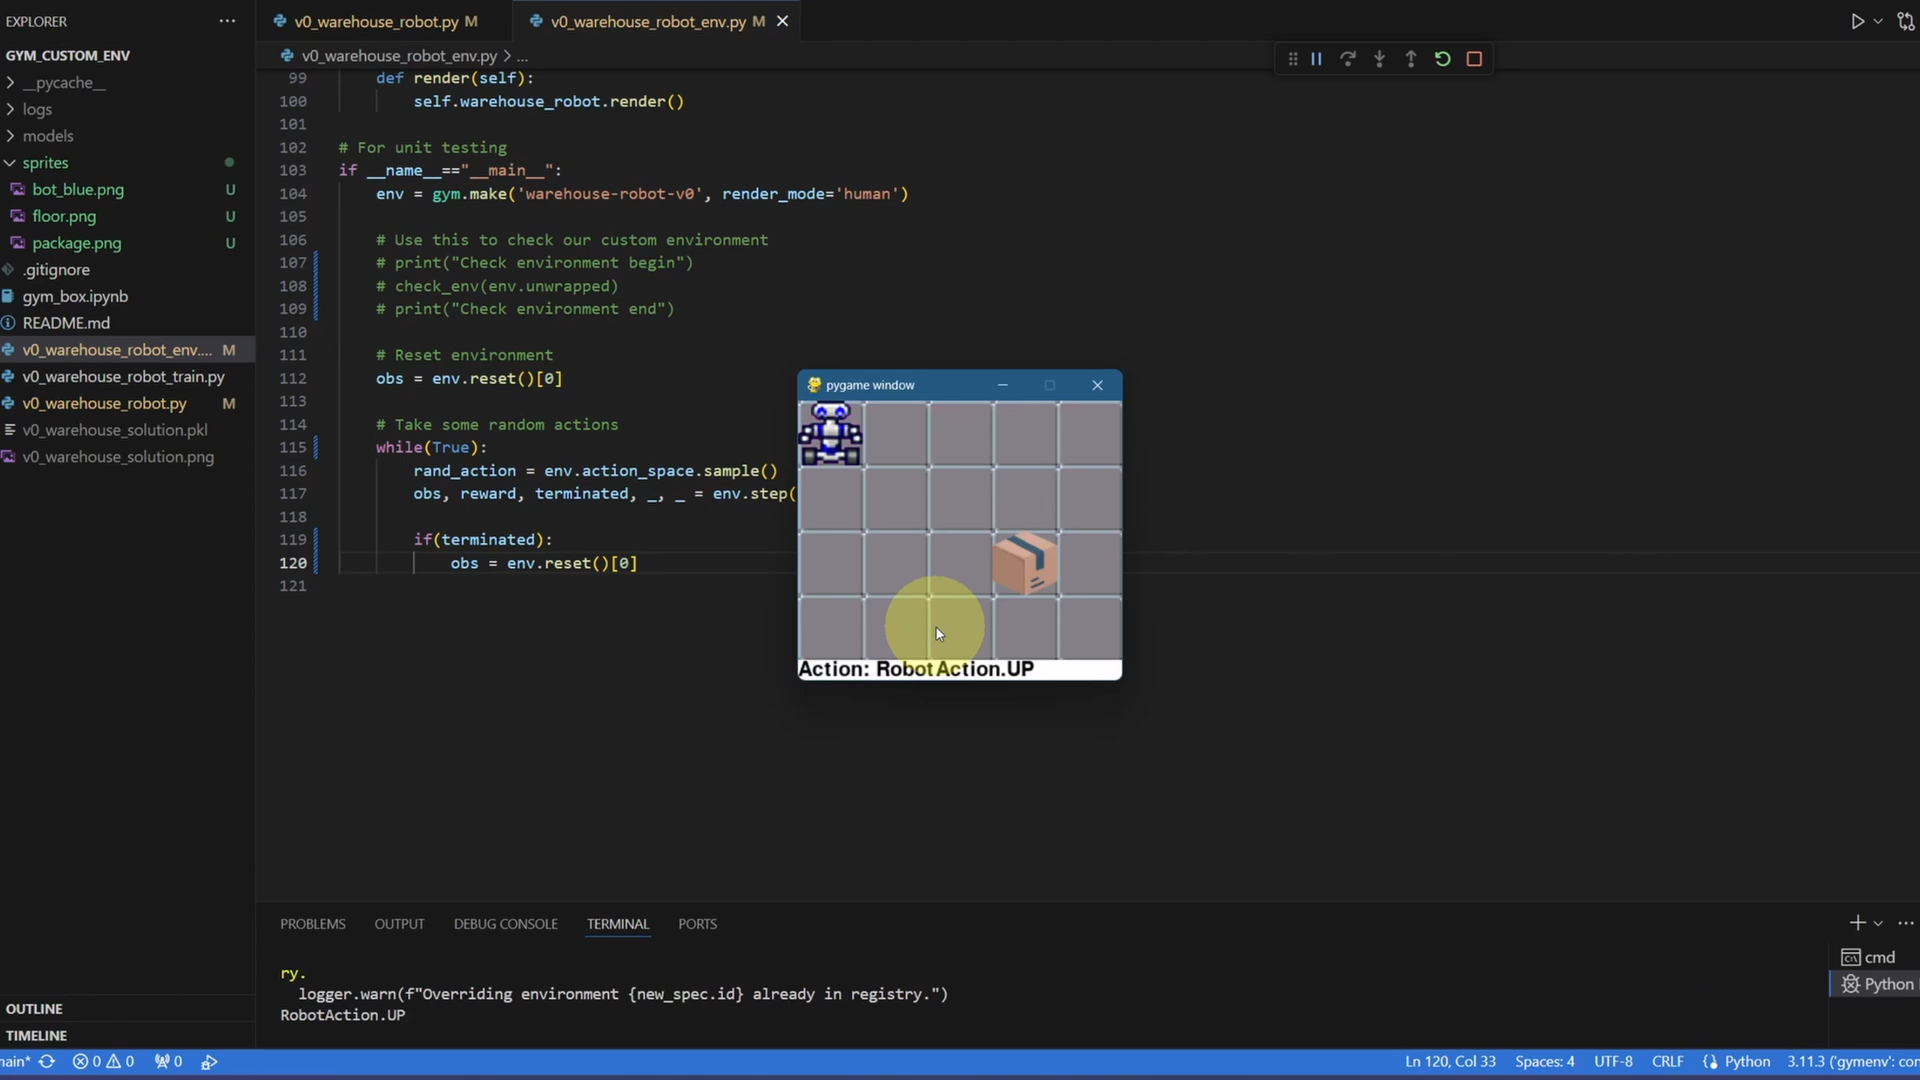 EXPLORER
GYM_CUSTOM_ENV
__pycache__
logs
models
sprites
bot_blue.png U
floor.png U
package.png U
.gitignore
gym_box.ipynb
README.md
v0_warehouse_robot_env.... M
v0_warehouse_robot_train.py
v0_warehouse_robot.py M
v0_warehouse_solution.pkl
v0_warehouse_solution.png
OUTLINE
TIMELINE
v0_warehouse_robot.py M
v0_warehouse_robot_env.py M
v0_warehouse_robot_env.py > ...
99 def render(self):
100 self.warehouse_robot.render()
101
102 # For unit testing
103 if __name__=="__main__":
104 env = gym.make('warehouse-robot-v0', render_mode='human')
105
106 # Use this to check our custom environment
107 # print("Check environment begin")
108 # check_env(env.unwrapped)
109 # print("Check environment end")
110
111 # Reset environment
112 obs = env.reset()[0]
113
114 # Take some random actions
115 while(True):
116 rand_action = env.action_space.sample()
117 obs, reward, terminated, _, _ = env.step(
118
119 if(terminated):
120 obs = env.reset()[0]
121
pygame window
Action: RobotAction.UP
PROBLEMS OUTPUT DEBUG CONSOLE TERMINAL PORTS
ry.
logger.warn(f"Overriding environment {new_spec.id} already in registry.")
RobotAction.UP
cmd
Python
main* 0 0 0
Ln 120, Col 33 Spaces: 4 UTF-8 CRLF Python 3.11.3 ('gymenv': con